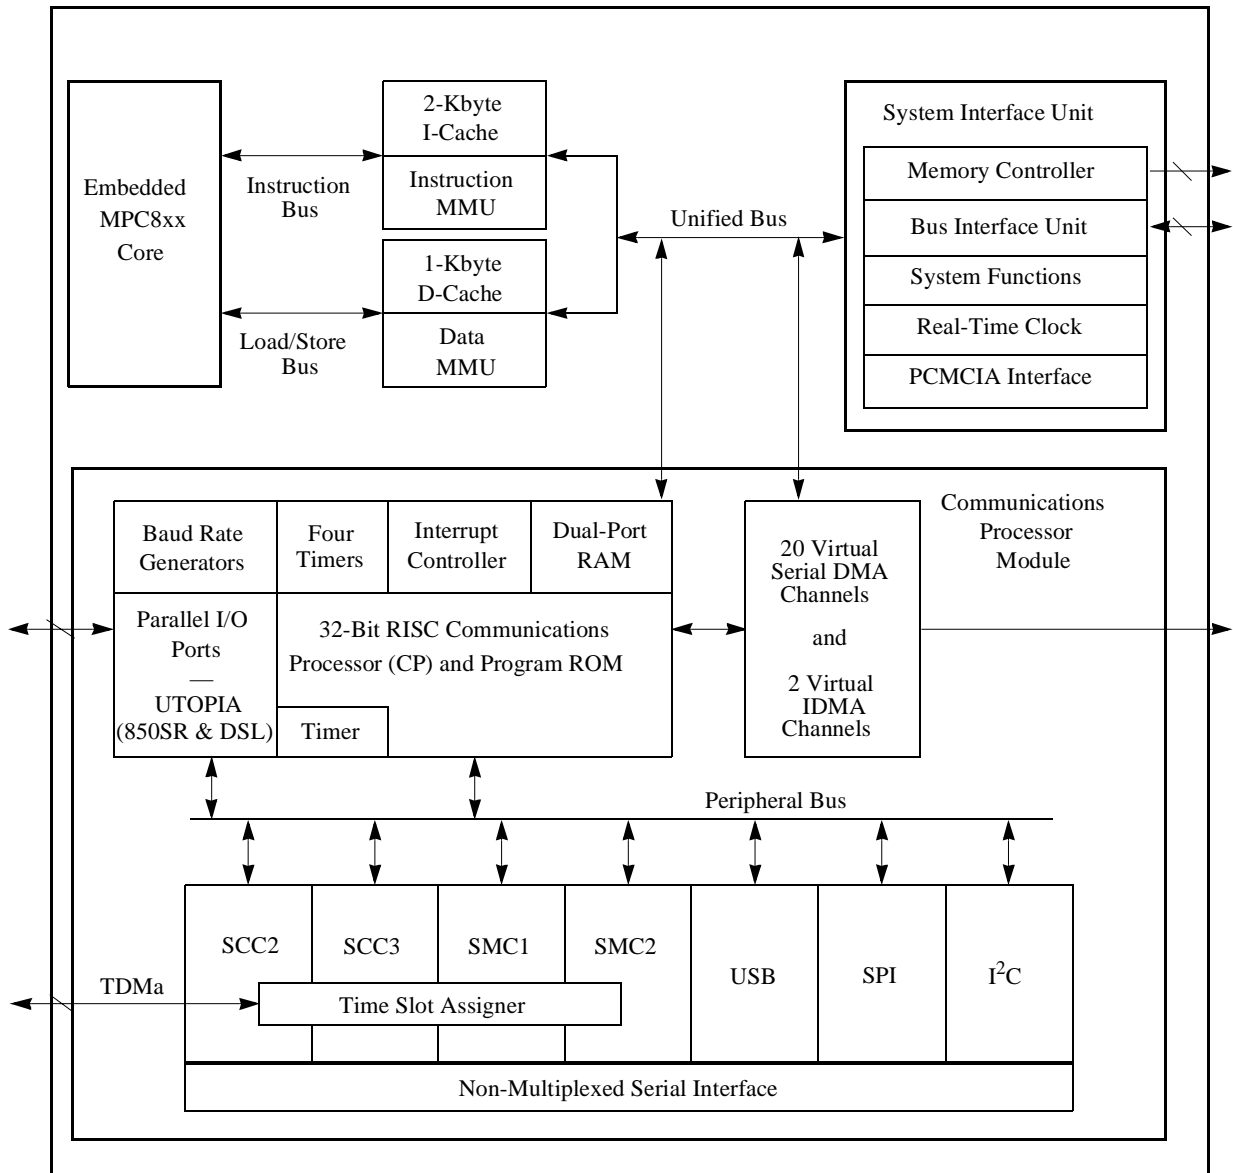 Embedded
MPC8xx
Core
Instruction
Bus
Load/Store
Bus
2-Kbyte
I-Cache
Instruction
MMU
1-Kbyte
D-Cache
Data
MMU
Unified Bus
System Interface Unit
Memory Controller
Bus Interface Unit
System Functions
Real-Time Clock
PCMCIA Interface
Communications
Processor
Module
Baud Rate
Generators
Four
Timers
Interrupt
Controller
Dual-Port
RAM
Parallel I/O
Ports
—
UTOPIA
(850SR & DSL)
32-Bit RISC Communications
Processor (CP) and Program ROM
Timer
20 Virtual
Serial DMA
Channels
and
2 Virtual
IDMA
Channels
Peripheral Bus
SCC2
SCC3
SMC1
SMC2
USB
SPI
I²C
TDMa
Time Slot Assigner
Non-Multiplexed Serial Interface